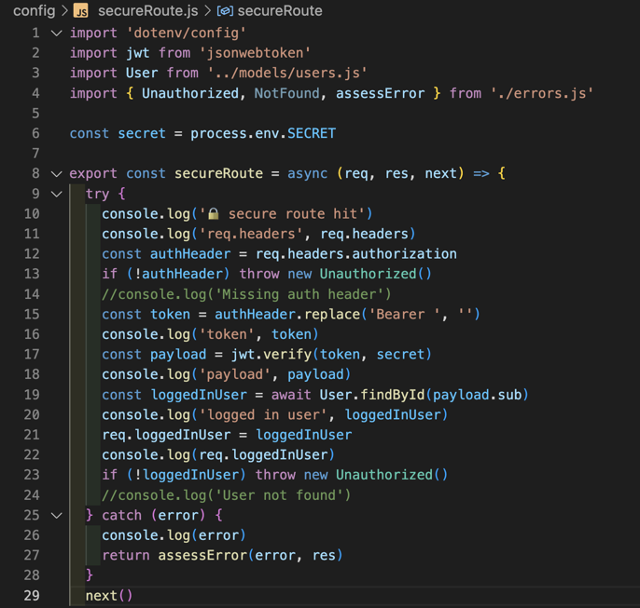 config > JS secureRoute.js > secureRoute
1 import 'dotenv/config'
2 import jwt from 'jsonwebtoken'
3 import User from '../models/users.js'
4 import { Unauthorized, NotFound, assessError } from './errors.js'
5
6 const secret = process.env.SECRET
7
8 export const secureRoute = async (req, res, next) => {
9 try {
10 console.log('🔒 secure route hit')
11 console.log('req.headers', req.headers)
12 const authHeader = req.headers.authorization
13 if (!authHeader) throw new Unauthorized()
14 //console.log('Missing auth header')
15 const token = authHeader.replace('Bearer ', '')
16 console.log('token', token)
17 const payload = jwt.verify(token, secret)
18 console.log('payload', payload)
19 const loggedInUser = await User.findById(payload.sub)
20 console.log('logged in user', loggedInUser)
21 req.loggedInUser = loggedInUser
22 console.log(req.loggedInUser)
23 if (!loggedInUser) throw new Unauthorized()
24 //console.log('User not found')
25 } catch (error) {
26 console.log(error)
27 return assessError(error, res)
28 }
29 next()